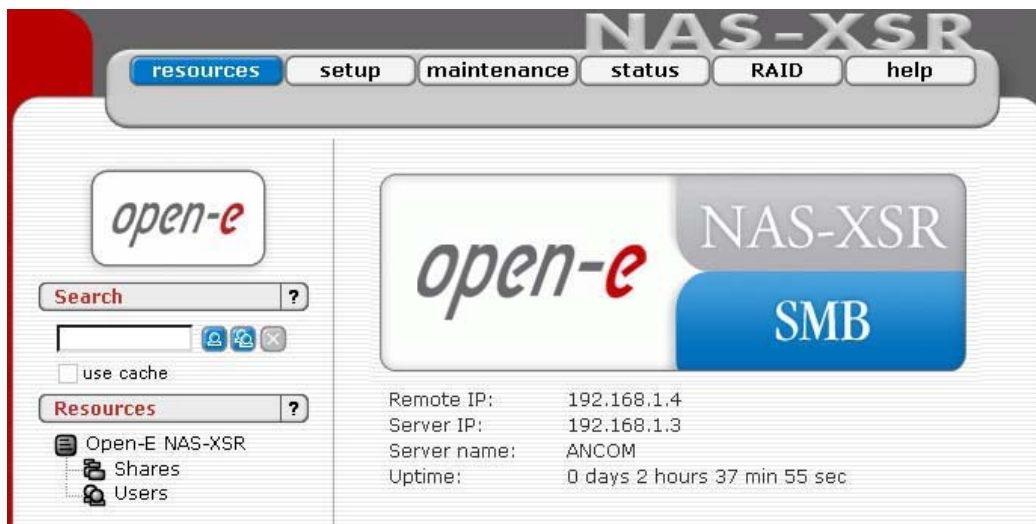 NAS-XSR
resources setup maintenance status RAID help
open-e
Search ?
use cache
Resources ?
Open-E NAS-XSR
Shares
Users
open-e
NAS-XSR
SMB
Remote IP: 192.168.1.4
Server IP: 192.168.1.3
Server name: ANCOM
Uptime: 0 days 2 hours 37 min 55 sec